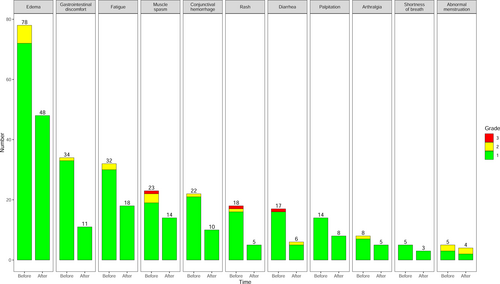 Edema
Gastrointestinal
discomfort
Fatigue
Muscle
spasm
Conjunctival
hemorrhage
Rash
Diarrhea
Palpitation
Arthralgia
Shortness
of breath
Abnormal
menstruation
80
60
40
20
0
Number
78
48
34
11
32
18
23
14
22
10
18
5
17
6
14
8
8
5
5
3
5
4
Before After Before After Before After Before After Before After Before After Before After Before After Before After Before After Before After
Time
Grade
3
2
1